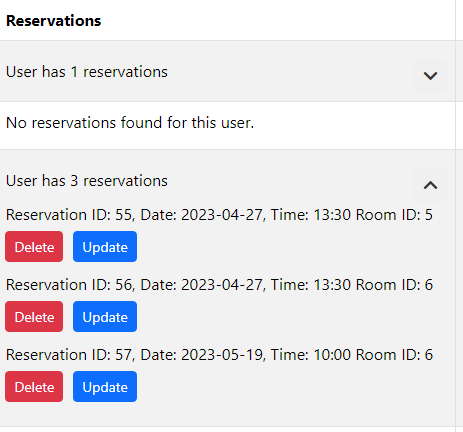 Reservations
User has 1 reservations
No reservations found for this user.
User has 3 reservations
Reservation ID: 55, Date: 2023-04-27, Time: 13:30 Room ID: 5
Delete Update
Reservation ID: 56, Date: 2023-04-27, Time: 13:30 Room ID: 6
Delete Update
Reservation ID: 57, Date: 2023-05-19, Time: 10:00 Room ID: 6
Delete Update